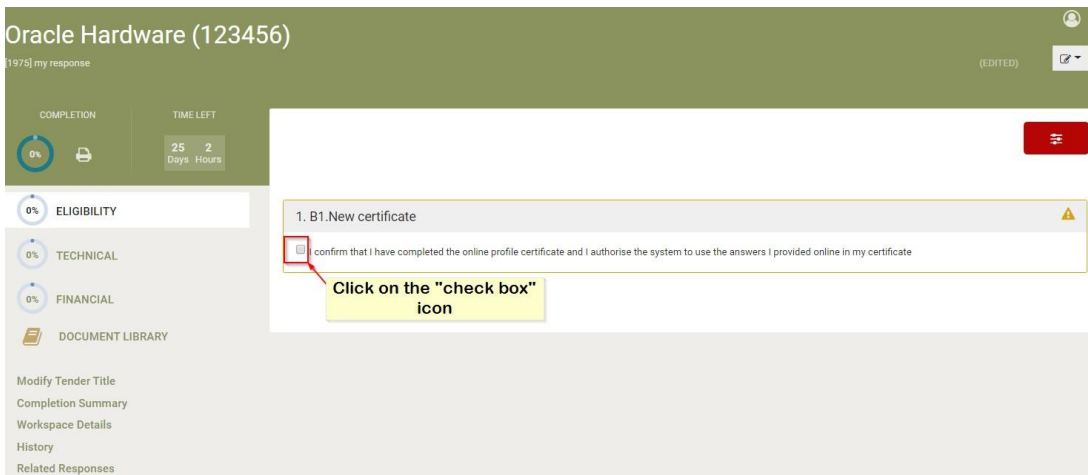 Oracle Hardware (123456)
[1975] my response
(EDITED)
COMPLETION
TIME LEFT
0%
25 2
Days Hours
0% ELIGIBILITY
0% TECHNICAL
0% FINANCIAL
DOCUMENT LIBRARY
Modify Tender Title
Completion Summary
Workspace Details
History
Related Responses
1. B1.New certificate
I confirm that I have completed the online profile certificate and I authorise the system to use the answers I provided online in my certificate
Click on the "check box"
icon